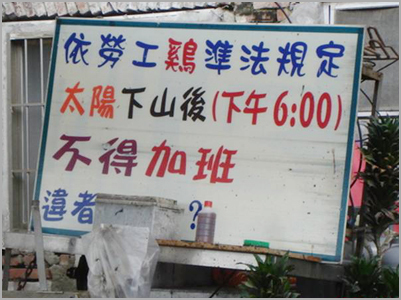 依勞工鷄準法規定
太陽下山後(下午6:00)
不得加班
違者 ?